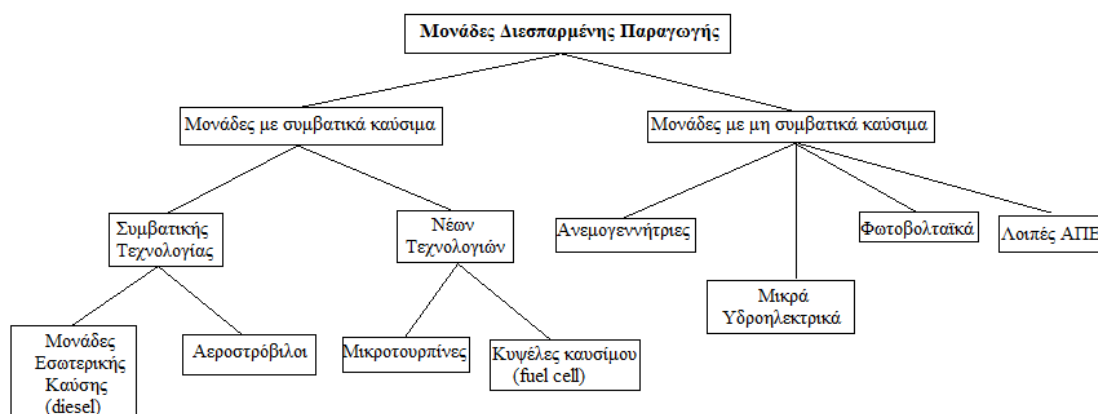 Μονάδες Διεσπαρμένης Παραγωγής
Μονάδες με συμβατικά καύσιμα
Μονάδες με μη συμβατικά καύσιμα
Συμβατικής
Τεχνολογίας
Νέων
Τεχνολογιών
Ανεμογεννήτριες
Φωτοβολταϊκά
Λοιπές ΑΠΕ
Μικρά
Υδροηλεκτρικά
Μονάδες
Εσωτερικής
Καύσης
(diesel)
Αεροστρόβιλοι
Μικροτουρπίνες
Κυψέλες καυσίμου
(fuel cell)